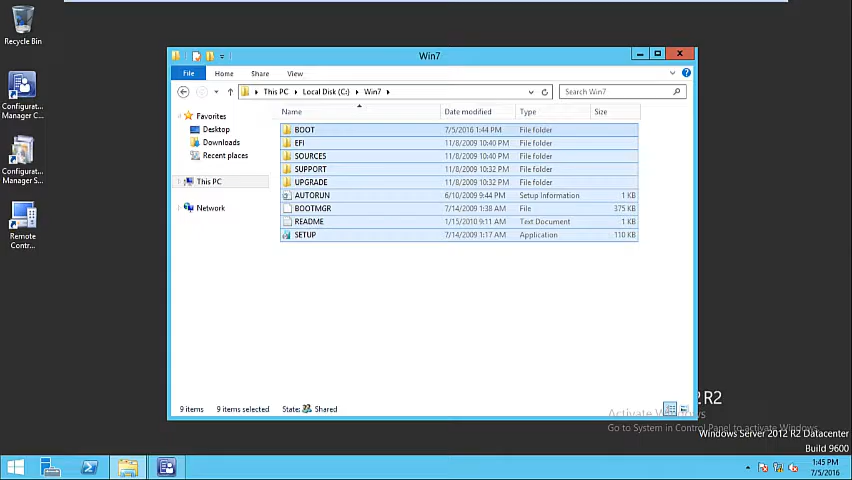 Recycle Bin
Configurat...
Manager C...
Configurat...
Manager S...
Remote
Contr...
Win7
File Home Share View
This PC Local Disk (C:) Win7
Search Win7
Favorites
Desktop
Downloads
Recent places
This PC
Network
Name Date modified Type Size
BOOT 7/5/2016 1:44 PM File folder
EFI 11/8/2009 10:40 PM File folder
SOURCES 11/8/2009 10:40 PM File folder
SUPPORT 11/8/2009 10:32 PM File folder
UPGRADE 11/8/2009 10:32 PM File folder
AUTORUN 6/10/2009 9:44 PM Setup Information 1 KB
BOOTMGR 7/14/2009 1:38 AM File 375 KB
README 1/15/2010 9:11 AM Text Document 1 KB
SETUP 7/14/2009 1:17 AM Application 110 KB
9 items 9 items selected State: Shared
2 R2
Activate Windows
Go to System in Control Panel to activate Windows.
Windows Server 2012 R2 Datacenter
Build 9600
1:45 PM
7/5/2016